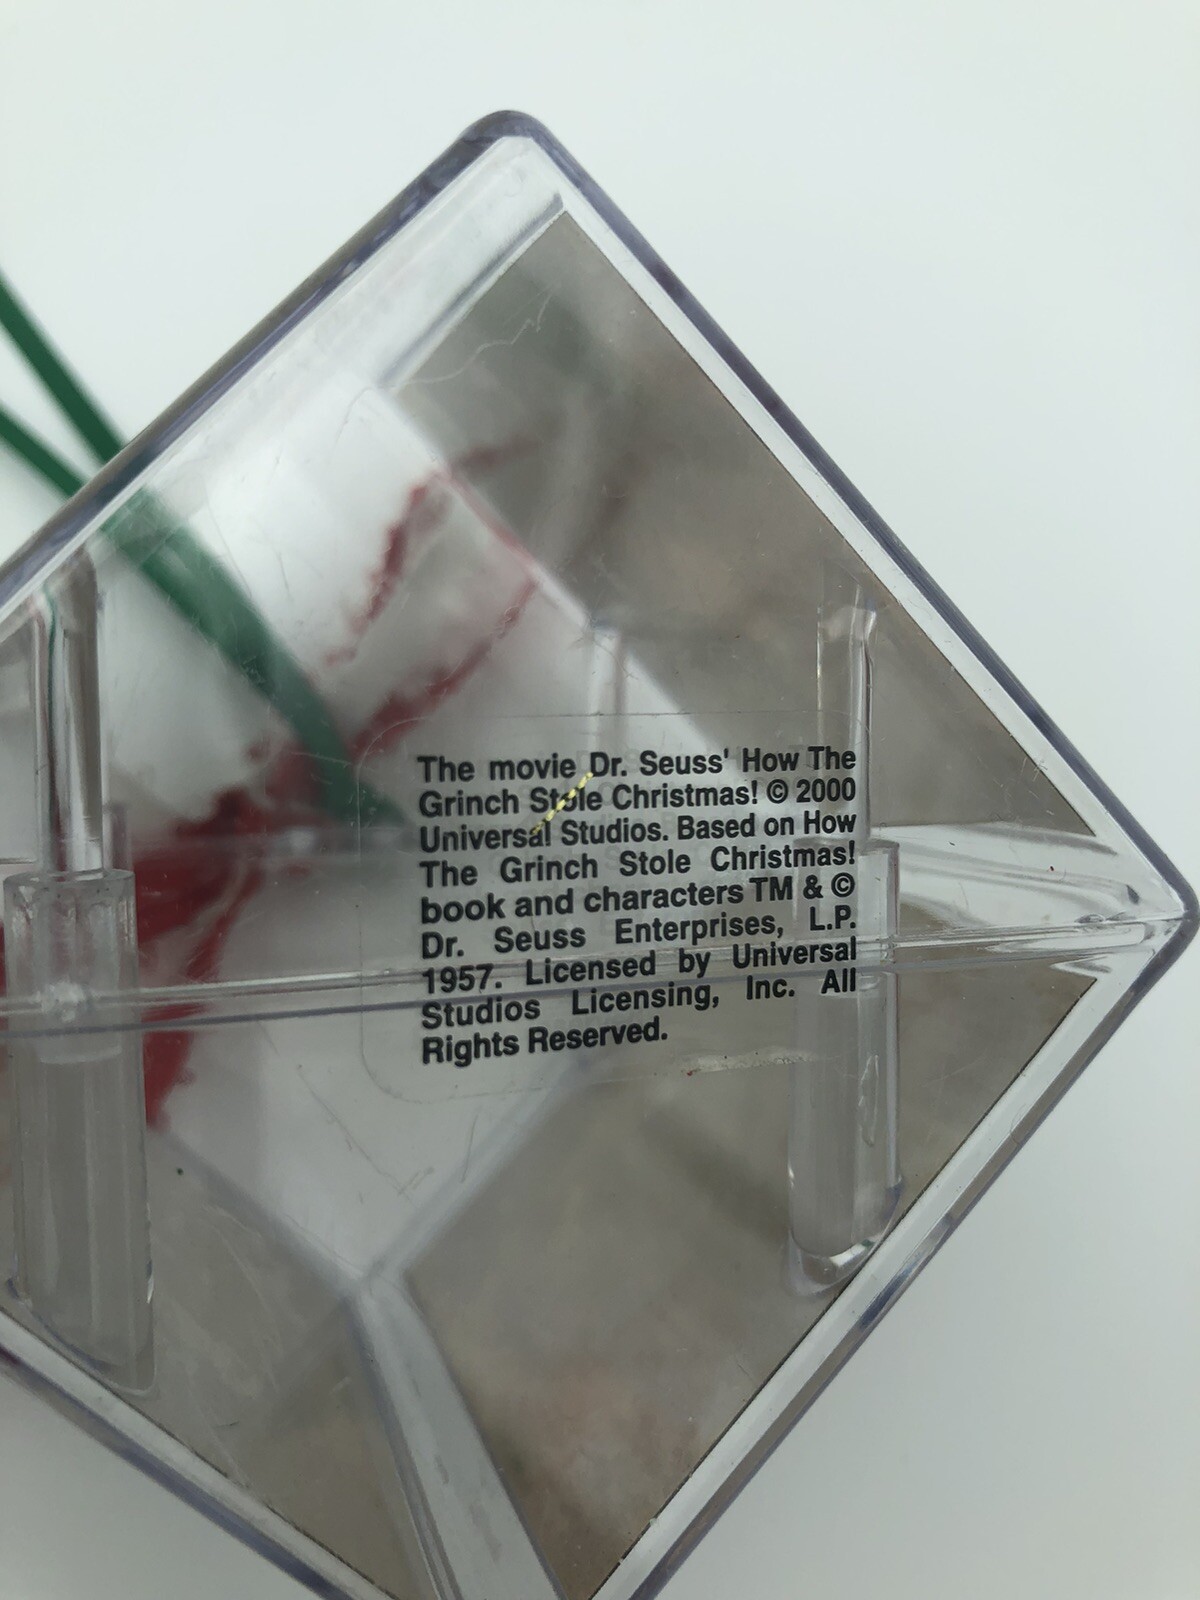 The movie Dr. Seuss' How The
Grinch Stole Christmas! © 2000
Universal Studios. Based on How
The Grinch Stole Christmas!
book and characters TM & ©
Dr. Seuss Enterprises, L.P.
1957. Licensed by Universal
Studios Licensing, Inc. All
Rights Reserved.